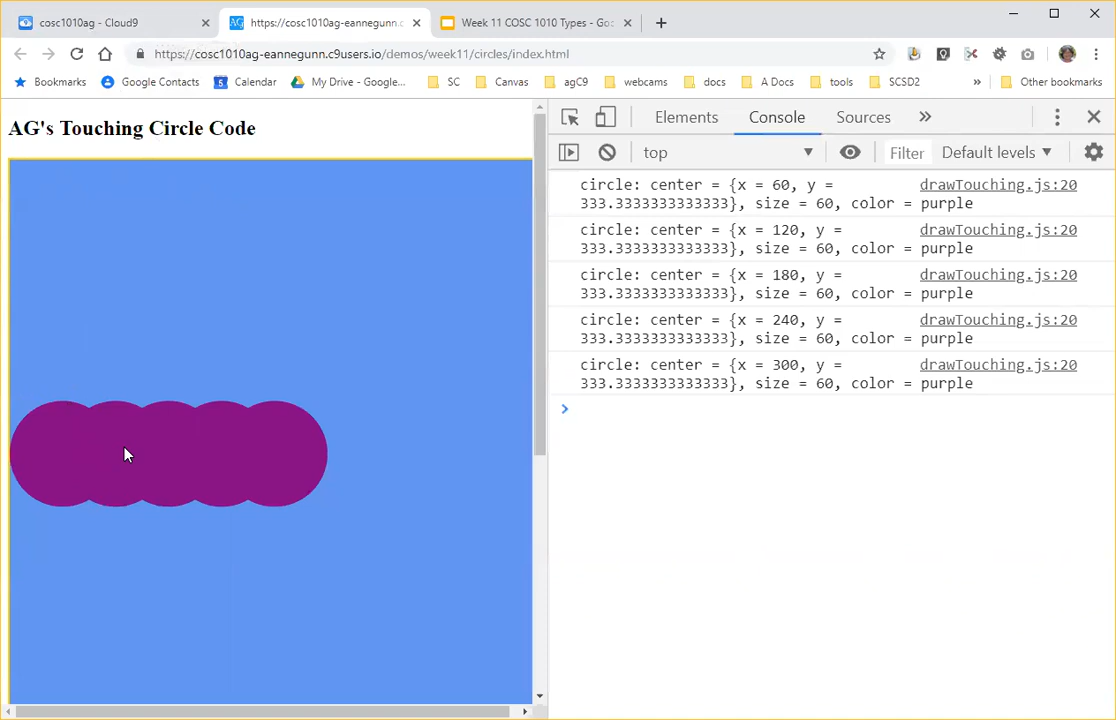 cosc1010ag - Cloud9
https://cosc1010ag-eannegunn.c
Week 11 COSC 1010 Types - Go
https://cosc1010ag-eannegunn.c9users.io/demos/week11/circles/index.html
Bookmarks
Google Contacts
5 Calendar
My Drive - Google...
SC
Canvas
agC9
webcams
docs
A Docs
tools
SCSD2
»
Other bookmarks
AG's Touching Circle Code
Elements
Console
Sources
»
top
Filter
Default levels
circle: center = {x = 60, y = drawTouching.js:20
333.3333333333333}, size = 60, color = purple
circle: center = {x = 120, y = drawTouching.js:20
333.3333333333333}, size = 60, color = purple
circle: center = {x = 180, y = drawTouching.js:20
333.3333333333333}, size = 60, color = purple
circle: center = {x = 240, y = drawTouching.js:20
333.3333333333333}, size = 60, color = purple
circle: center = {x = 300, y = drawTouching.js:20
333.3333333333333}, size = 60, color = purple